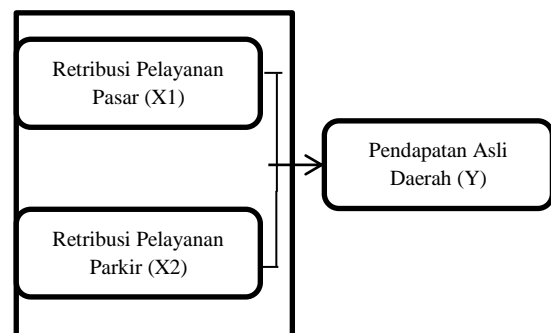 Retribusi Pelayanan
Pasar (X1)
Pendapatan Asli
Daerah (Y)
Retribusi Pelayanan
Parkir (X2)